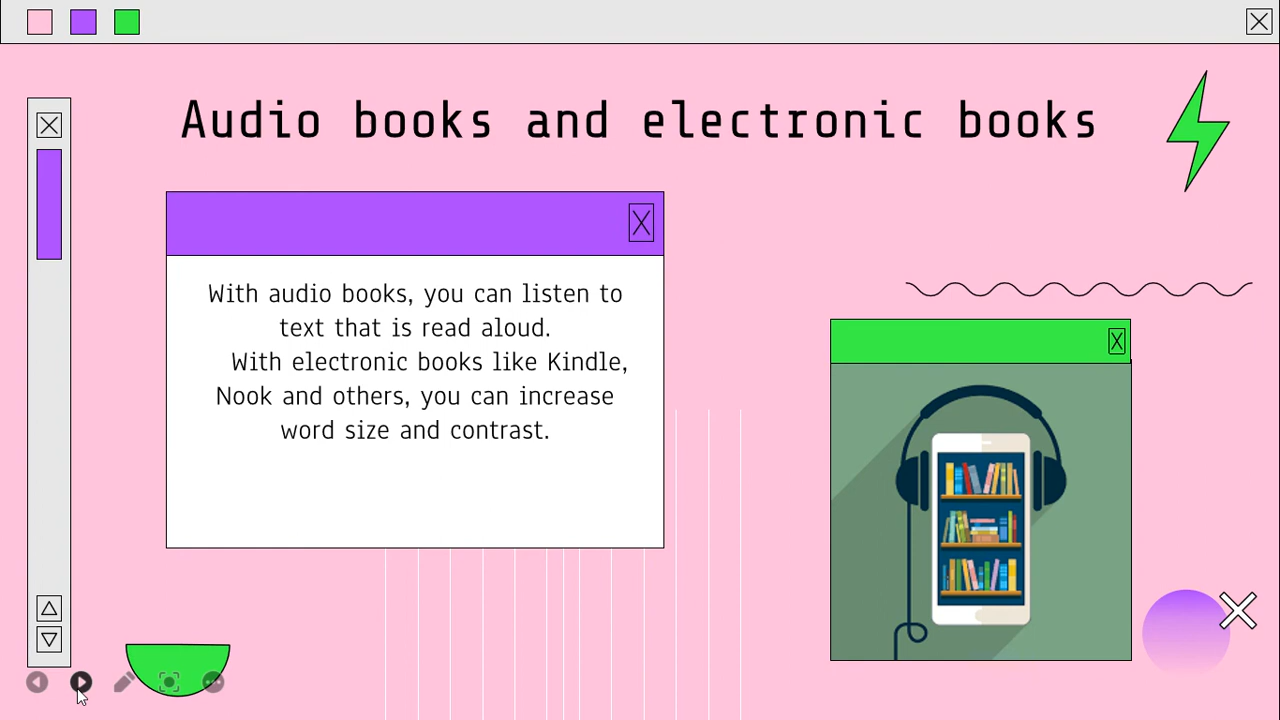 Audio books and electronic books
With audio books, you can listen to
text that is read aloud.
With electronic books like Kindle,
Nook and others, you can increase
word size and contrast.